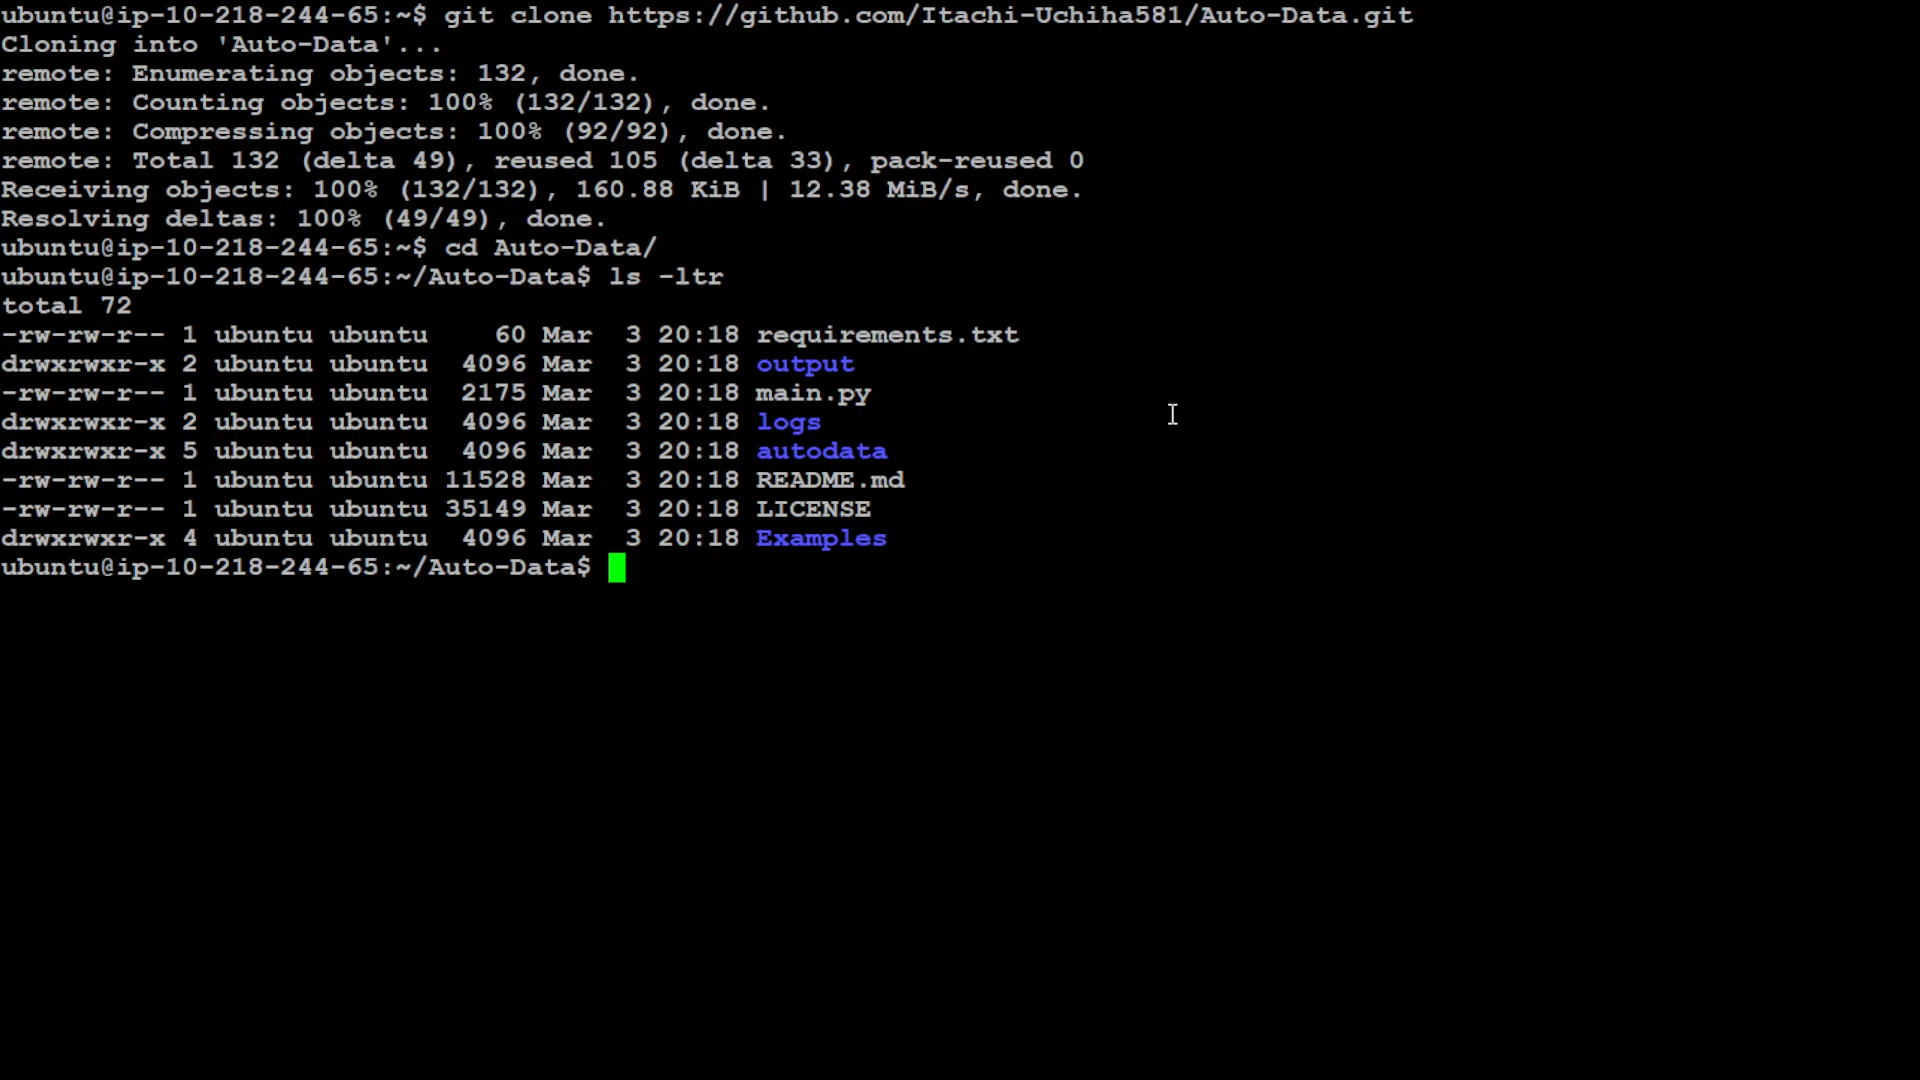 ubuntu@ip-10-218-244-65:~$ git clone https://github.com/Itachi-Uchiha581/Auto-Data.git
Cloning into 'Auto-Data'...
remote: Enumerating objects: 132, done.
remote: Counting objects: 100% (132/132), done.
remote: Compressing objects: 100% (92/92), done.
remote: Total 132 (delta 49), reused 105 (delta 33), pack-reused 0
Receiving objects: 100% (132/132), 160.88 KiB | 12.38 MiB/s, done.
Resolving deltas: 100% (49/49), done.
ubuntu@ip-10-218-244-65:~$ cd Auto-Data/
ubuntu@ip-10-218-244-65:~/Auto-Data$ ls -ltr
total 72
-rw-rw-r-- 1 ubuntu ubuntu    60 Mar  3 20:18 requirements.txt
drwxrwxr-x 2 ubuntu ubuntu  4096 Mar  3 20:18 output
-rw-rw-r-- 1 ubuntu ubuntu  2175 Mar  3 20:18 main.py
drwxrwxr-x 2 ubuntu ubuntu  4096 Mar  3 20:18 logs
drwxrwxr-x 5 ubuntu ubuntu  4096 Mar  3 20:18 autodata
-rw-rw-r-- 1 ubuntu ubuntu 11528 Mar  3 20:18 README.md
-rw-rw-r-- 1 ubuntu ubuntu 35149 Mar  3 20:18 LICENSE
drwxrwxr-x 4 ubuntu ubuntu  4096 Mar  3 20:18 Examples
ubuntu@ip-10-218-244-65:~/Auto-Data$